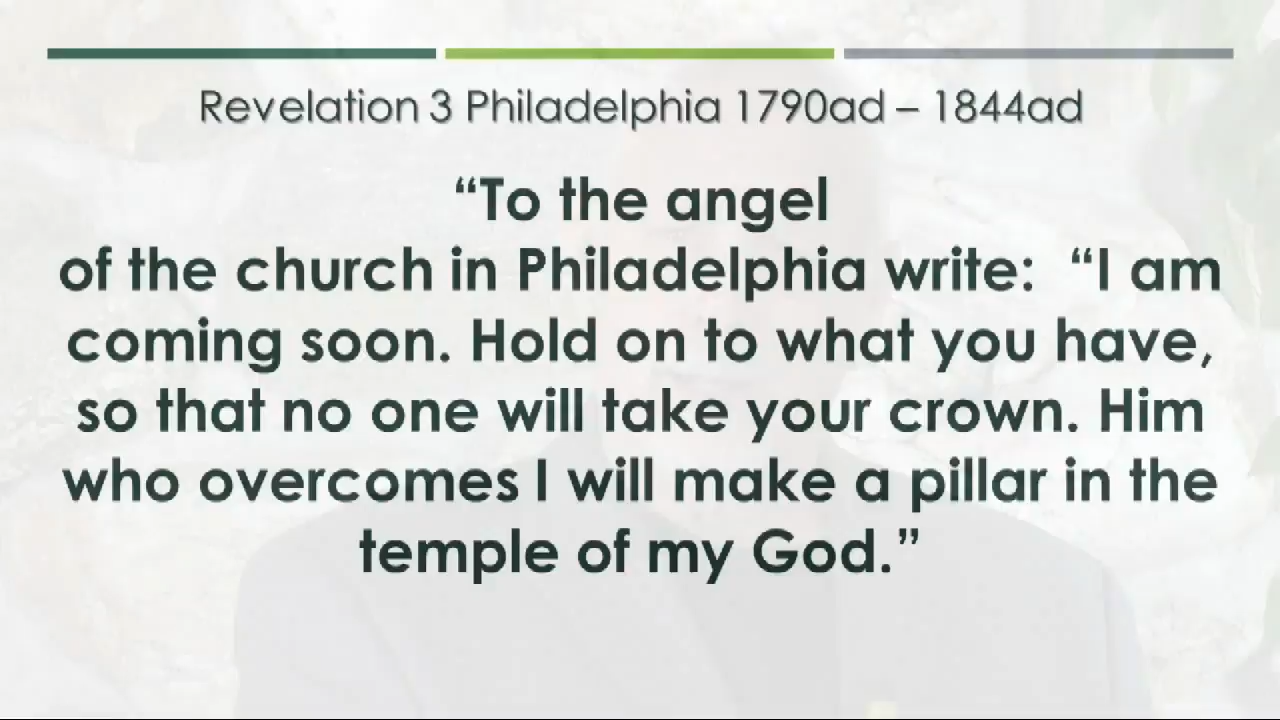 Revelation 3 Philadelphia 1790ad – 1844ad
“To the angel
of the church in Philadelphia write:  “I am
coming soon. Hold on to what you have,
so that no one will take your crown. Him
who overcomes I will make a pillar in the
temple of my God.”